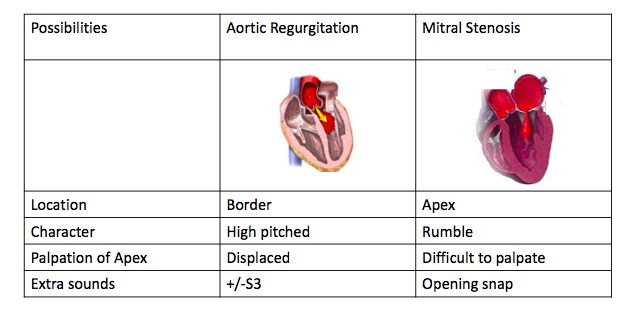 Possibilities Aortic Regurgitation Mitral Stenosis
Location Border Apex
Character High pitched Rumble
Palpation of Apex Displaced Difficult to palpate
Extra sounds +/-S3 Opening snap